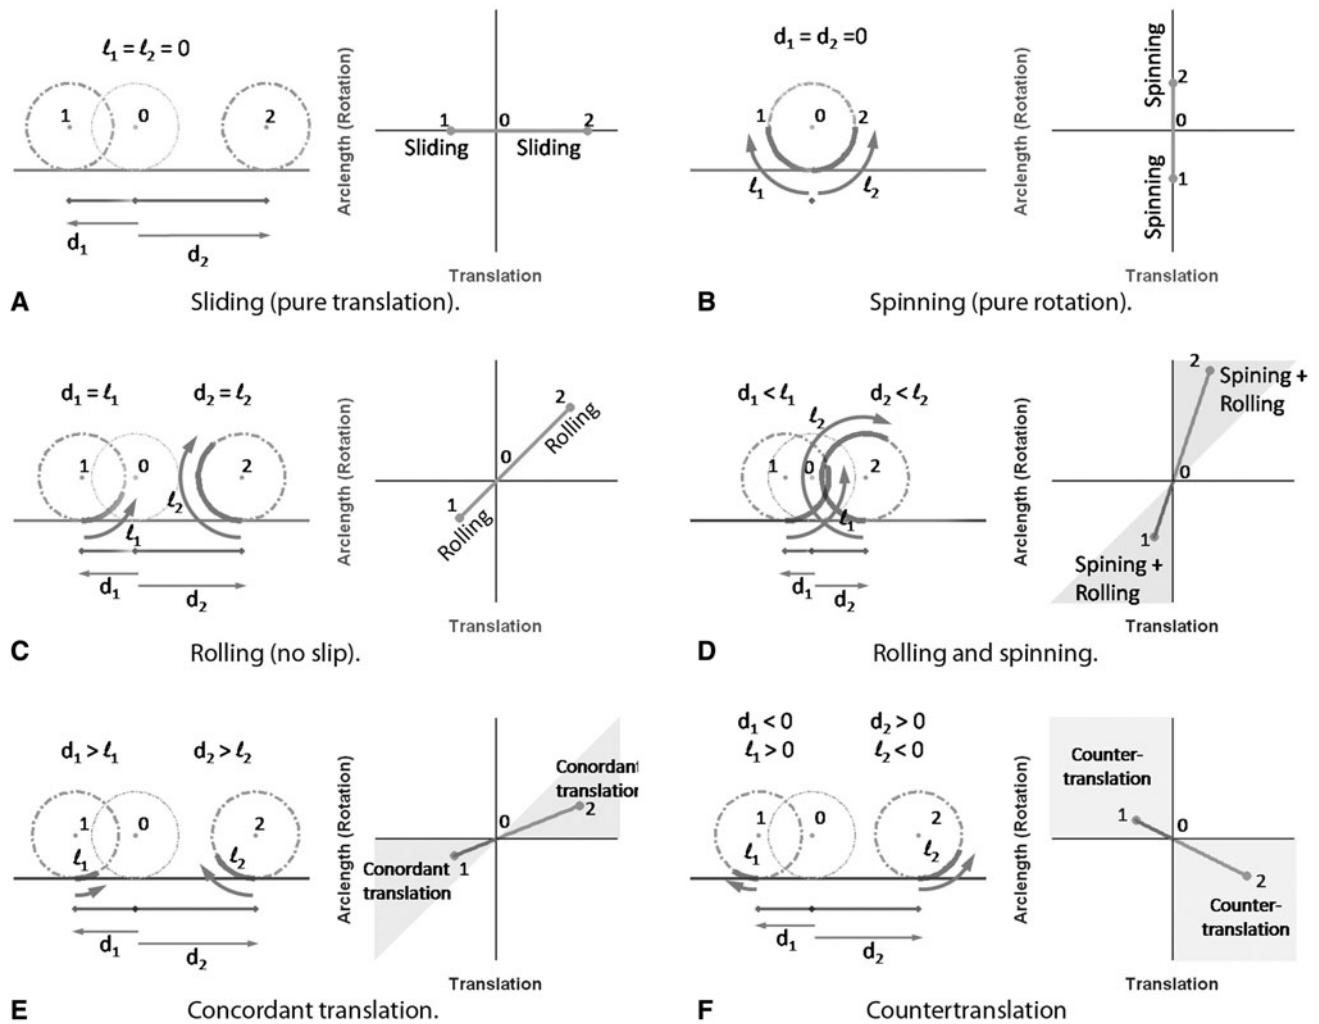 ℓ1 = ℓ2 = 0
1
0
2
d1
d2
Arclength (Rotation)
1
0
2
Sliding
Sliding
Translation
A
Sliding (pure translation).
d1 = d2 =0
1
0
2
ℓ1
ℓ2
Arclength (Rotation)
Spinning
2
0
Spinning
1
Translation
B
Spinning (pure rotation).
d1 = ℓ1
d2 = ℓ2
1
0
2
ℓ2
ℓ1
d1
d2
Arclength (Rotation)
2
Rolling
0
1
Rolling
Translation
C
Rolling (no slip).
d1 < ℓ1
d2 < ℓ2
ℓ2
1
0
2
ℓ1
d1
d2
Arclength (Rotation)
2
Spining +
Rolling
0
1
Spining +
Rolling
Translation
D
Rolling and spinning.
d1 > ℓ1
d2 > ℓ2
1
0
2
ℓ1
ℓ2
d1
d2
Arclength (Rotation)
Conordant
translation
0
2
Conordant
translation
1
Translation
E
Concordant translation.
d1 < 0
ℓ1 > 0
d2 > 0
ℓ2 < 0
1
0
2
ℓ1
ℓ2
d1
d2
Arclength (Rotation)
Counter-
translation
1
0
2
Counter-
translation
Translation
F
Countertranslation